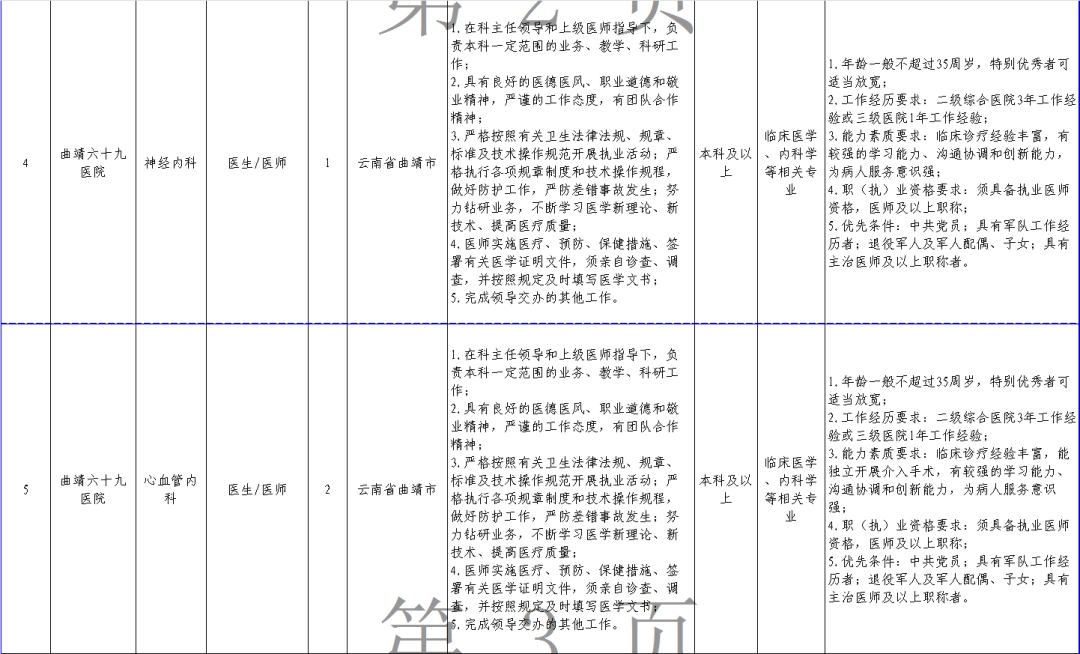 第 2 页
4
曲靖六十九
医院
神经内科
医生/医师
1
云南省曲靖市
1.在科主任领导和上级医师指导下，负
责本科一定范围的业务、教学、科研工
作；
2.具有良好的医德医风、职业道德和敬
业精神，严谨的工作态度，有团队合作
精神；
3.严格按照有关卫生法律法规、规章、
标准及技术操作规范开展执业活动；严
格执行各项规章制度和技术操作规程，
做好防护工作，严防差错事故发生；努
力钻研业务，不断学习医学新理论、新
技术、提高医疗质量；
4.医师实施医疗、预防、保健措施、签
署有关医学证明文件，须亲自诊查、调
查，并按照规定及时填写医学文书；
5.完成领导交办的其他工作。
本科及以
上
临床医学
、内科学
等相关专
业
1.年龄一般不超过35周岁，特别优秀者可
适当放宽；
2.工作经历要求：二级综合医院3年工作经
验或三级医院1年工作经验；
3.能力素质要求：临床诊疗经验丰富，有
较强的学习能力、沟通协调和创新能力，
为病人服务意识强；
4.职（执）业资格要求：须具备执业医师
资格，医师及以上职称；
5.优先条件：中共党员；具有军队工作经
历者；退役军人及军人配偶、子女；具有
主治医师及以上职称者。
5
曲靖六十九
医院
心血管内
科
医生/医师
2
云南省曲靖市
1.在科主任领导和上级医师指导下，负
责本科一定范围的业务、教学、科研工
作；
2.具有良好的医德医风、职业道德和敬
业精神，严谨的工作态度，有团队合作
精神；
3.严格按照有关卫生法律法规、规章、
标准及技术操作规范开展执业活动；严
格执行各项规章制度和技术操作规程，
做好防护工作，严防差错事故发生；努
力钻研业务，不断学习医学新理论、新
技术、提高医疗质量；
4.医师实施医疗、预防、保健措施、签
署有关医学证明文件，须亲自诊查、调
查，并按照规定及时填写医学文书；
5.完成领导交办的其他工作。
本科及以
上
临床医学
、内科学
等相关专
业
1.年龄一般不超过35周岁，特别优秀者可
适当放宽；
2.工作经历要求：二级综合医院3年工作经
验或三级医院1年工作经验；
3.能力素质要求：临床诊疗经验丰富，能
独立开展介入手术，有较强的学习能力、
沟通协调和创新能力，为病人服务意识
强；
4.职（执）业资格要求：须具备执业医师
资格，医师及以上职称；
5.优先条件：中共党员；具有军队工作经
历者；退役军人及军人配偶、子女；具有
主治医师及以上职称者。
第 3 页